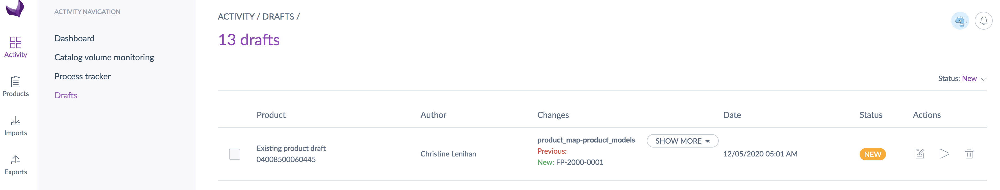 ACTIVITY NAVIGATION
Dashboard
Catalog volume monitoring
Process tracker
Drafts
Activity
Products
Imports
Exports
ACTIVITY / DRAFTS /
13 drafts
Status: New
Product Author Changes Date Status Actions
Existing product draft
04008500060445
Christine Lenihan
product_map-product_models
Previous:
New: FP-2000-0001
SHOW MORE
12/05/2020 05:01 AM
NEW